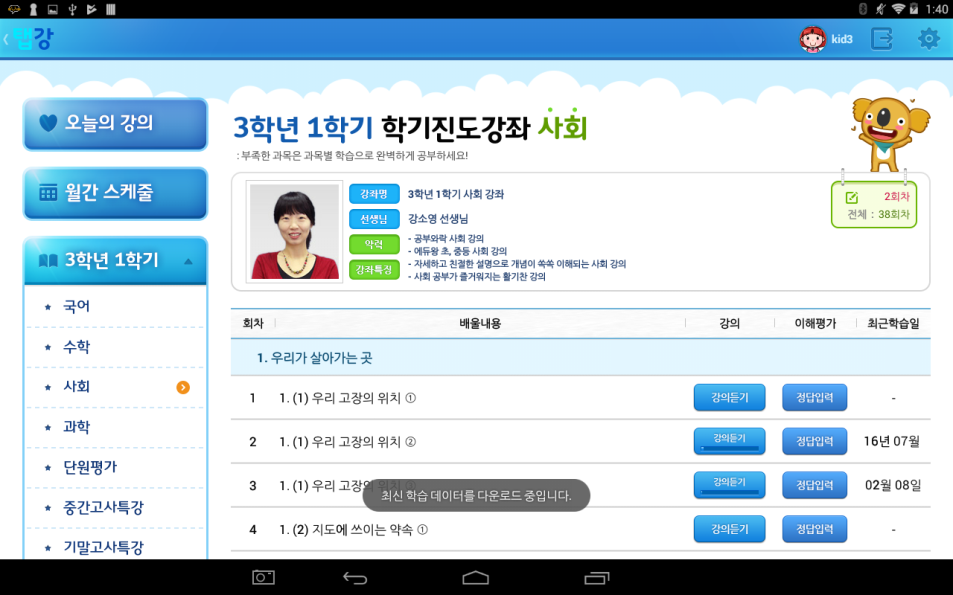 1:40
탭강
kid3
오늘의 강의
월간 스케줄
3학년 1학기
국어
수학
사회
과학
단원평가
중간고사특강
기말고사특강
3학년 1학기 학기진도강좌 사회
: 부족한 과목은 과목별 학습으로 완벽하게 공부하세요!
강좌명 3학년 1학기 사회 강좌
선생님 강소영 선생님
약력 - 공부와락 사회 강의
- 에듀왕 초, 중등 사회 강의
강좌특징 - 자세하고 친절한 설명으로 개념이 쏙쏙 이해되는 사회 강의
- 사회 공부가 즐거워지는 활기찬 강의
2회차
전체 : 38회차
회차 배울내용 강의 이해평가 최근학습일
1. 우리가 살아가는 곳
1 1. (1) 우리 고장의 위치 ① 강의듣기 정답입력 -
2 1. (1) 우리 고장의 위치 ② 강의듣기 정답입력 16년 07월
3 1. (1) 우리 고장의 강의듣기 정답입력 02월 08일
최신 학습 데이터를 다운로드 중입니다.
4 1. (2) 지도에 쓰이는 약속 ① 강의듣기 정답입력 -